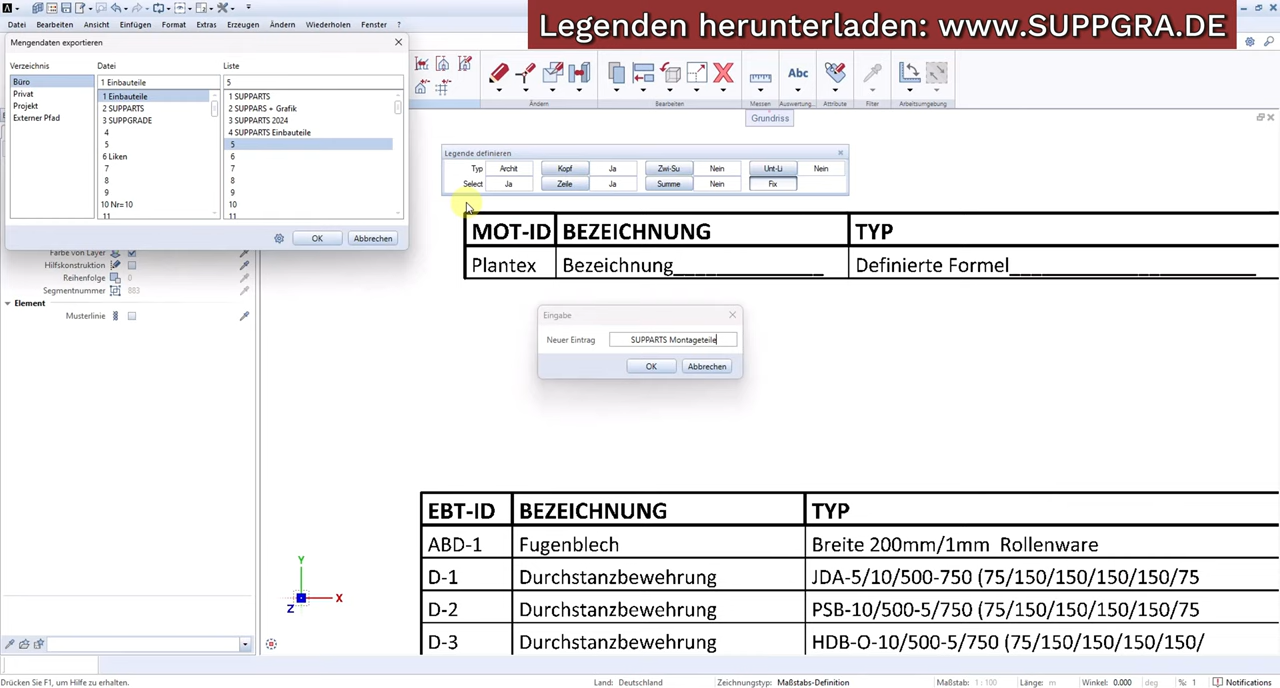 Legenden herunterladen: www.SUPPGRA.DE
Datei Bearbeiten Ansicht Einfügen Format Extras Erzeugen Ändern Wiederholen Fenster ?
Mengendaten exportieren
Verzeichnis Datei Liste
Büro
Privat
Projekt
Externer Pfad
1 Einbauteile
1 Einbauteile
2 SUPPARTS
3 SUPPGRADE
4
5
6 Liken
7
8
9
10 Nr=10
11
5
1 SUPPARTS
2 SUPPARS + Grafik
3 SUPPARTS 2024
4 SUPPARTS Einbauteile
5
6
7
8
9
10
11
OK Abbrechen
Ändern Bearbeiten Messen Auswertung... Attribute Filter Arbeitsumgebung
Abc
Grundriss
Legende definieren
Typ Archit Kopf Ja Zwi-Su Nein Unt-Li Nein
Select Ja Zeile Ja Summe Nein Fix
MOT-ID BEZEICHNUNG TYP
Plantex Bezeichnung______________ Definierte Formel_______________________
Farbe von Layer
Hilfskonstruktion
Reihenfolge 0
Segmentnummer 883
Element
Musterlinie
Eingabe
Neuer Eintrag SUPPARTS Montageteile
OK Abbrechen
EBT-ID BEZEICHNUNG TYP
ABD-1 Fugenblech Breite 200mm/1mm Rollenware
D-1 Durchstanzbewehrung JDA-5/10/500-750 (75/150/150/150/150/75
D-2 Durchstanzbewehrung PSB-10/500-5/750 (75/150/150/150/150/75
D-3 Durchstanzbewehrung HDB-O-10/500-5/750 (75/150/150/150/150/
Y
X
Z
Drücken Sie F1, um Hilfe zu erhalten. Land: Deutschland Zeichnungstyp: Maßstabs-Definition Maßstab: 1 : 100 Länge: m Winkel: 0.000 deg %: 1 Notifications